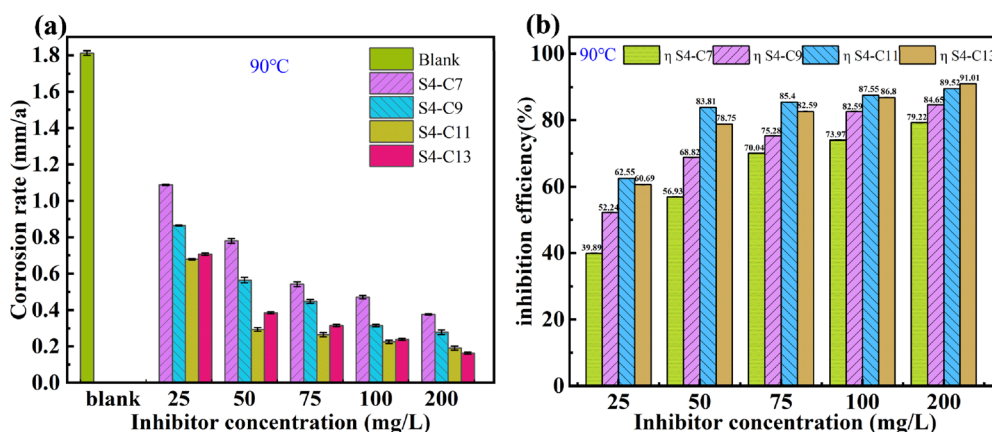 (a)
90℃
Blank
S4-C7
S4-C9
S4-C11
S4-C13
Corrosion rate (mm/a)
1.8
1.6
1.4
1.2
1.0
0.8
0.6
0.4
0.2
0.0
blank 25 50 75 100 200
Inhibitor concentration (mg/L)
(b)
90℃ η S4-C7 η S4-C9 η S4-C11 η S4-C13
inhibition efficiency(%)
100
80
60
40
20
0
39.89 52.24 62.55 60.69
56.93 68.82 83.81 78.75
70.04 75.28 85.4 82.59
73.97 82.59 87.55 86.8
79.22 84.65 89.52 91.01
25 50 75 100 200
Inhibitor concentration (mg/L)